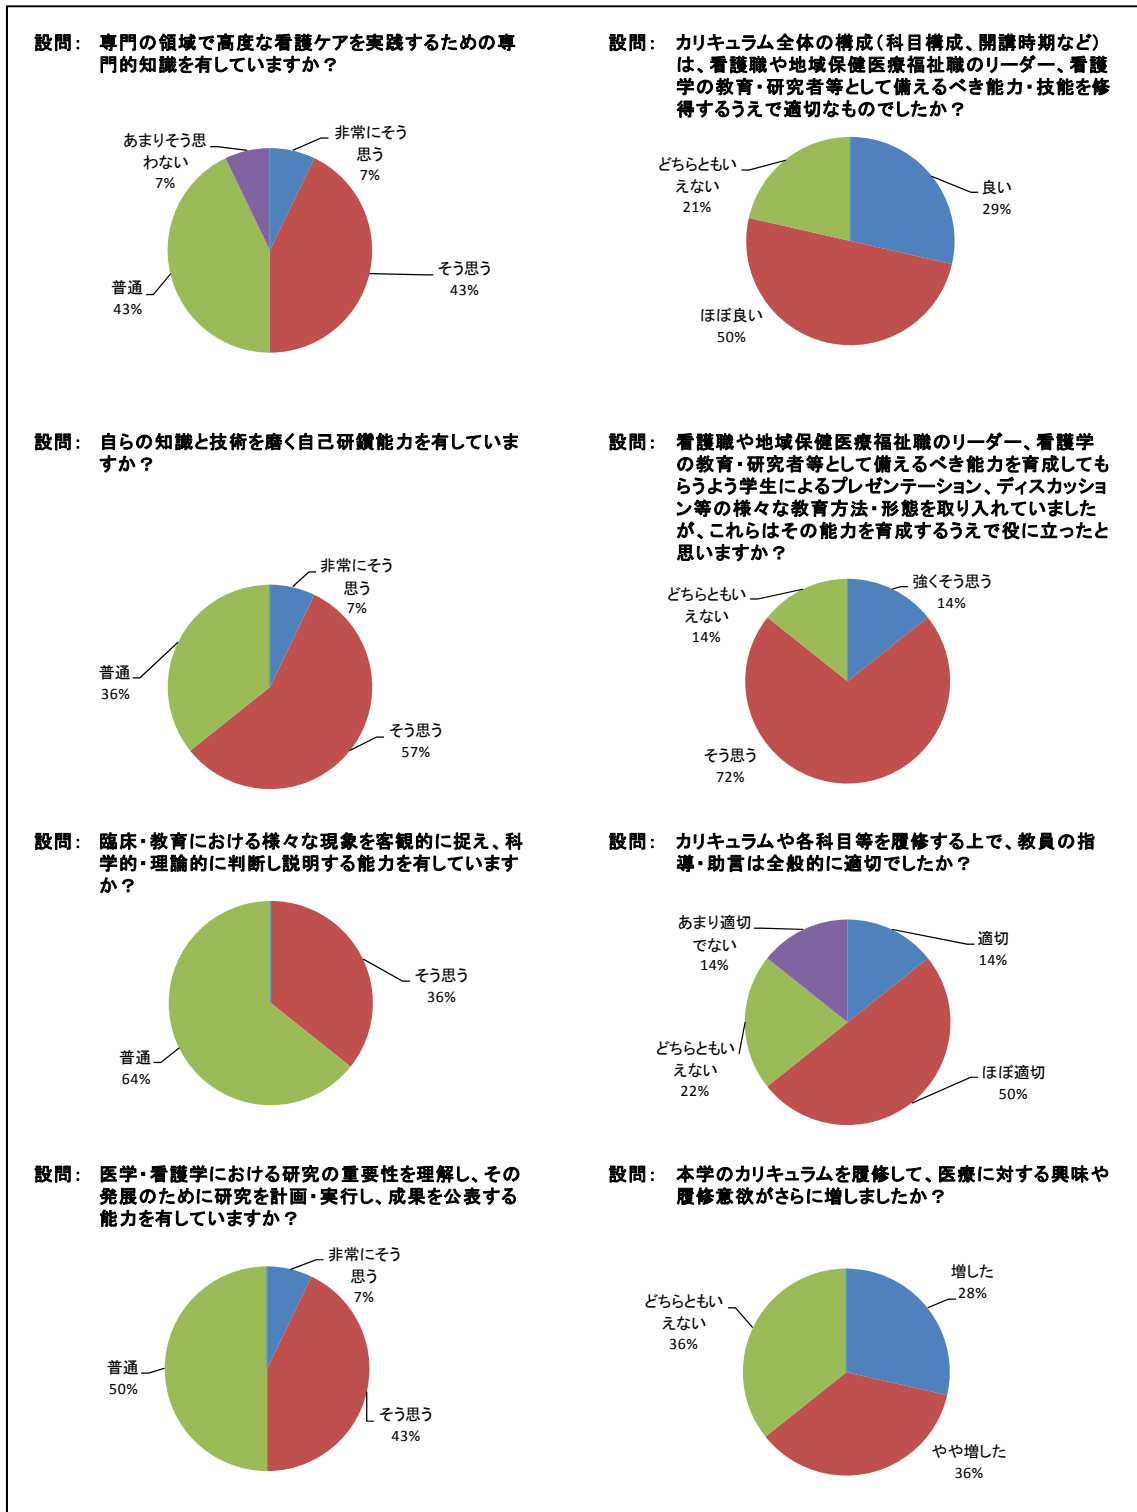 設問： 専門の領域で高度な看護ケアを実践するための専
門的知識を有していますか？
非常にそう
思う
7%
そう思う
43%
普通
43%
あまりそう思
わない
7%
設問： カリキュラム全体の構成（科目構成、開講時期など）
は、看護職や地域保健医療福祉職のリーダー、看護
学の教育・研究者等として備えるべき能力・技能を修
得するうえで適切なものでしたか？
良い
29%
ほぼ良い
50%
どちらともい
えない
21%
設問： 自らの知識と技術を磨く自己研鑽能力を有していま
すか？
非常にそう
思う
7%
そう思う
57%
普通
36%
設問： 看護職や地域保健医療福祉職のリーダー、看護学
の教育・研究者等として備えるべき能力を育成しても
らうよう学生によるプレゼンテーション、ディスカッショ
ン等の様々な教育方法・形態を取り入れていました
が、これらはその能力を育成するうえで役に立ったと
思いますか？
強くそう思う
14%
そう思う
72%
どちらともい
えない
14%
設問： 臨床・教育における様々な現象を客観的に捉え、科
学的・理論的に判断し説明する能力を有しています
か？
そう思う
36%
普通
64%
設問： カリキュラムや各科目等を履修する上で、教員の指
導・助言は全般的に適切でしたか？
適切
14%
ほぼ適切
50%
どちらともい
えない
22%
あまり適切
でない
14%
設問： 医学・看護学における研究の重要性を理解し、その
発展のために研究を計画・実行し、成果を公表する
能力を有していますか？
非常にそう
思う
7%
そう思う
43%
普通
50%
設問： 本学のカリキュラムを履修して、医療に対する興味や
履修意欲がさらに増しましたか？
増した
28%
やや増した
36%
どちらともい
えない
36%